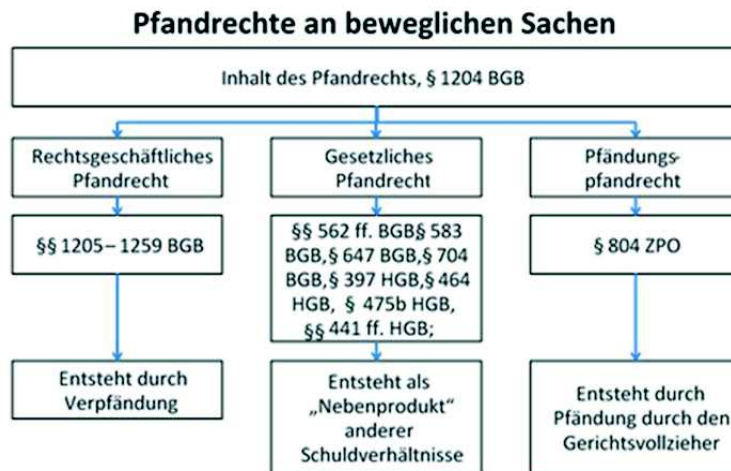 Pfandrechte an beweglichen Sachen
Inhalt des Pfandrechts, § 1204 BGB
Rechtsgeschäftliches
Pfandrecht
Gesetzliches
Pfandrecht
Pfändungs-
pfandrecht
§§ 1205 – 1259 BGB
§§ 562 ff. BGB§ 583
BGB,§ 647 BGB,§ 704
BGB,§ 397 HGB,§ 464
HGB, § 475b HGB,
§§ 441 ff. HGB;
§ 804 ZPO
Entsteht durch
Verpfändung
Entsteht als
„Nebenprodukt“
anderer
Schuldverhältnisse
Entsteht durch
Pfändung durch den
Gerichtsvollzieher